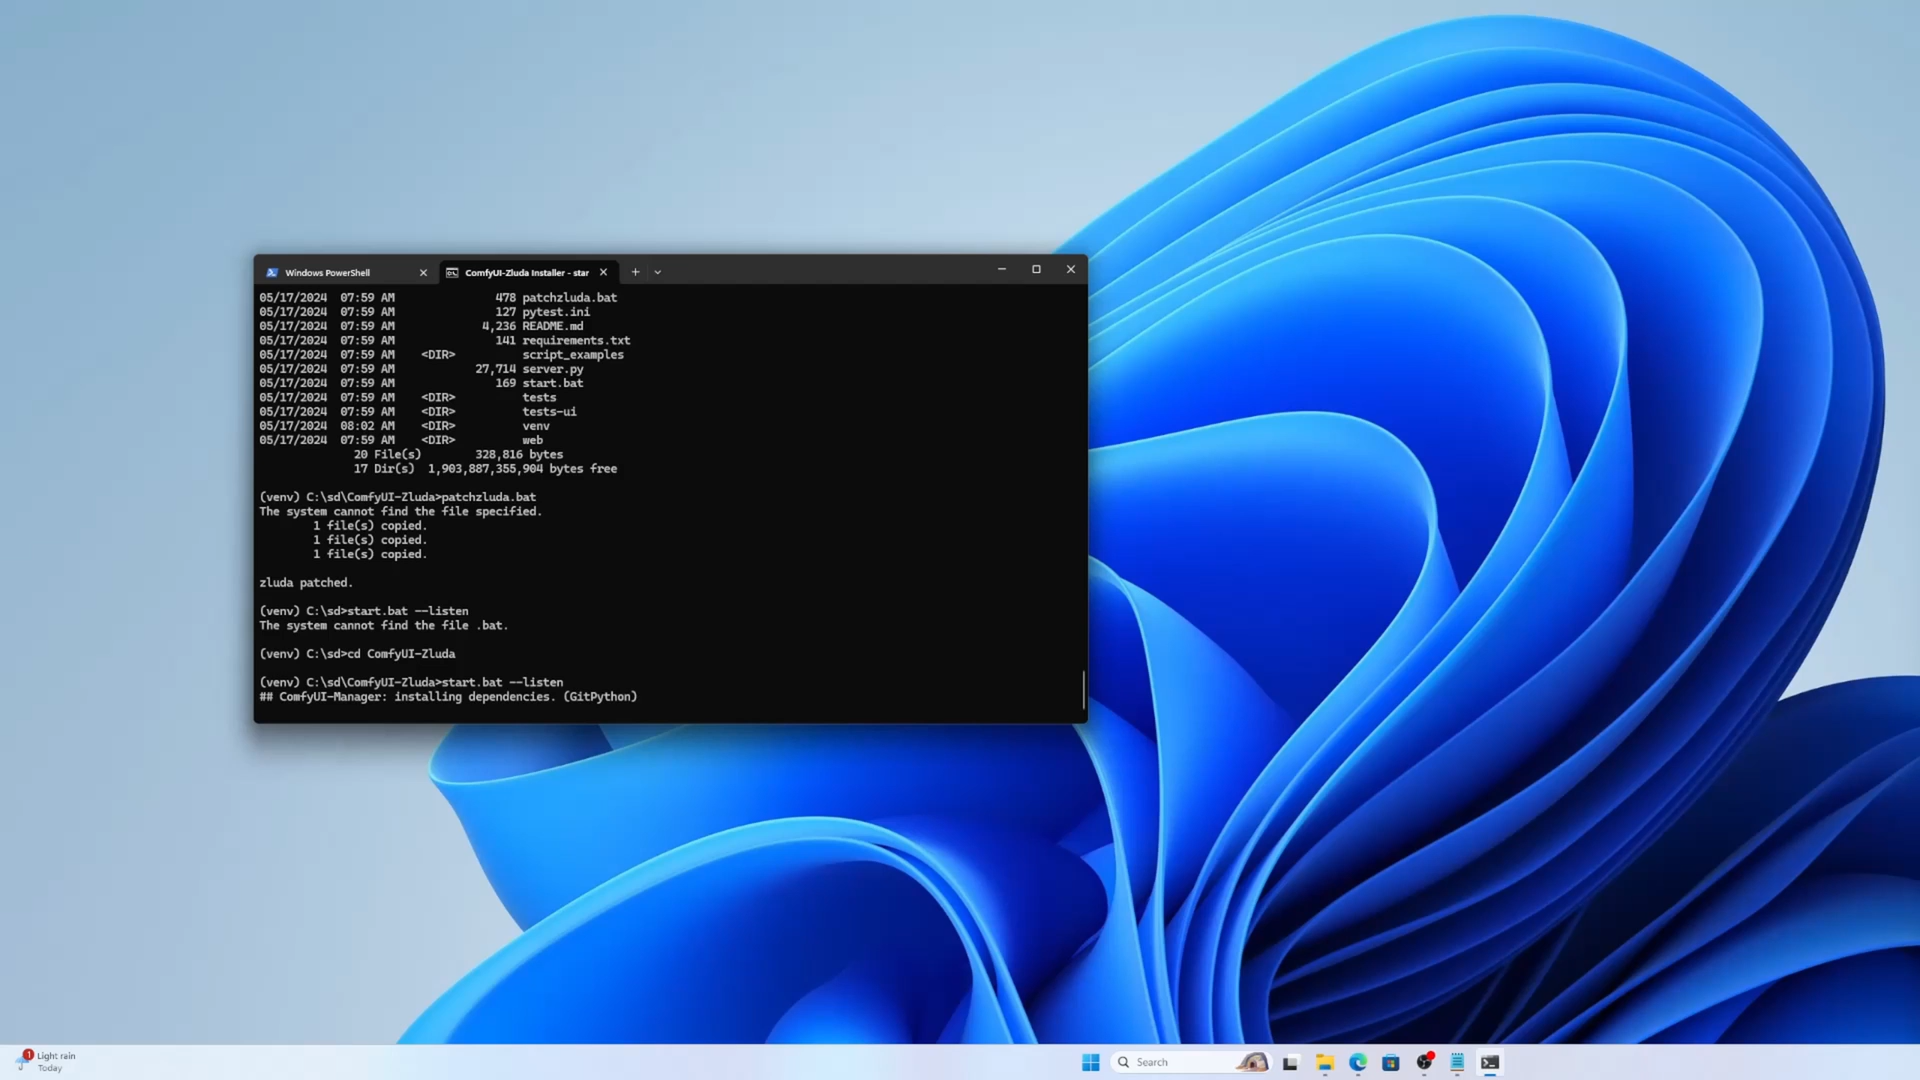 Windows PowerShell
ComfyUI-Zluda Installer - star
05/17/2024  07:59 AM               478 patchzluda.bat
05/17/2024  07:59 AM               127 pytest.ini
05/17/2024  07:59 AM             4,236 README.md
05/17/2024  07:59 AM               141 requirements.txt
05/17/2024  07:59 AM    <DIR>          script_examples
05/17/2024  07:59 AM            27,714 server.py
05/17/2024  07:59 AM               169 start.bat
05/17/2024  07:59 AM    <DIR>          tests
05/17/2024  07:59 AM    <DIR>          tests-ui
05/17/2024  08:02 AM    <DIR>          venv
05/17/2024  07:59 AM    <DIR>          web
20 File(s)        328,816 bytes
17 Dir(s)  1,903,887,355,904 bytes free
(venv) C:\sd\ComfyUI-Zluda>patchzluda.bat
The system cannot find the file specified.
1 file(s) copied.
1 file(s) copied.
1 file(s) copied.
zluda patched.
(venv) C:\sd>start.bat --listen
The system cannot find the file .bat.
(venv) C:\sd>cd ComfyUI-Zluda
(venv) C:\sd\ComfyUI-Zluda>start.bat --listen
## ComfyUI-Manager: installing dependencies. (GitPython)
1
Light rain
Today
Search